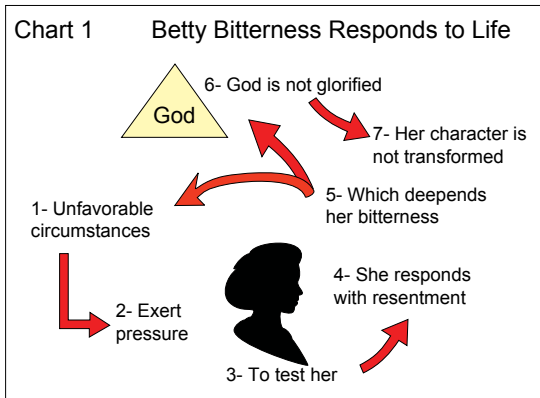 Chart 1 Betty Bitterness Responds to Life
6- God is not glorified
God
7- Her character is
not transformed
5- Which deepends
her bitterness
1- Unfavorable
circumstances
4- She responds
with resentment
2- Exert
pressure
3- To test her